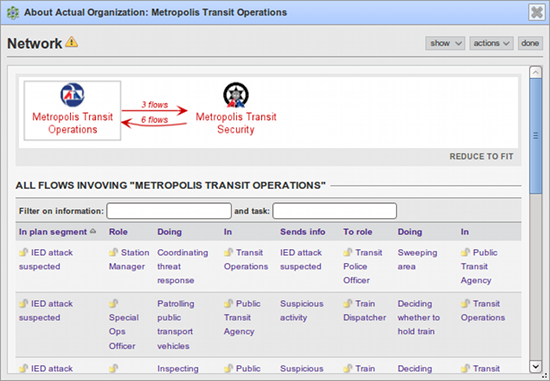 About Actual Organization: Metropolis Transit Operations
Network
show
actions
done
3 flows
6 flows
Metropolis Transit
Operations
Metropolis Transit
Security
REDUCE TO FIT
ALL FLOWS INVOVING "METROPOLIS TRANSIT OPERATIONS"
Filter on information: and task:
In plan segment Role Doing In Sends info To role Doing In
IED attack Station Coordinating Transit IED attack Transit Sweeping Public
suspected Manager threat Operations suspected Police area Transit
response Officer Agency
IED attack Patrolling Public Suspicious Train Deciding Transit
suspected Special public Transit activity Dispatcher whether to Operations
Ops transport Agency hold train
Officer vehicles
IED attack Inspecting Public Suspicious Train Deciding Transit